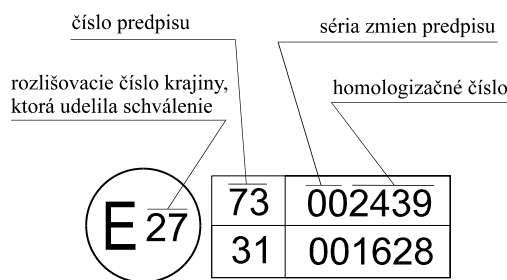 číslo predpisu
séria zmien predpisu
rozlišovacie číslo krajiny,
ktorá udelila schválenie
homologizačné číslo
E 27
73 002439
31 001628